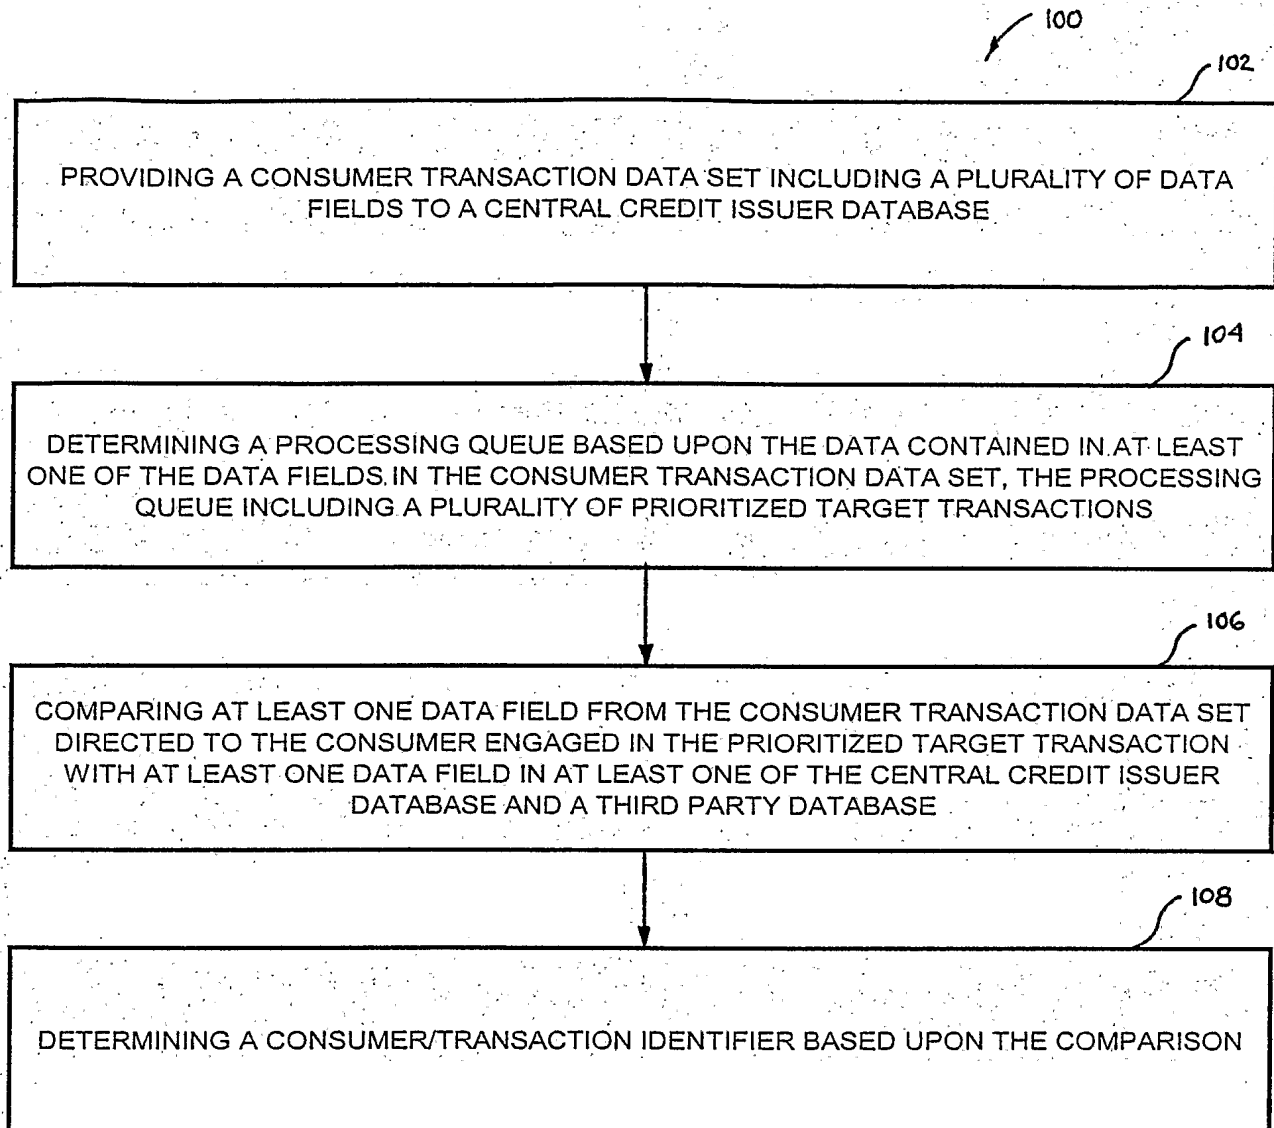 100
102
PROVIDING A CONSUMER TRANSACTION DATA SET INCLUDING A PLURALITY OF DATA
FIELDS TO A CENTRAL CREDIT ISSUER DATABASE
104
DETERMINING A PROCESSING QUEUE BASED UPON THE DATA CONTAINED IN AT LEAST
ONE OF THE DATA FIELDS IN THE CONSUMER TRANSACTION DATA SET, THE PROCESSING
QUEUE INCLUDING A PLURALITY OF PRIORITIZED TARGET TRANSACTIONS
106
COMPARING AT LEAST ONE DATA FIELD FROM THE CONSUMER TRANSACTION DATA SET
DIRECTED TO THE CONSUMER ENGAGED IN THE PRIORITIZED TARGET TRANSACTION
WITH AT LEAST ONE DATA FIELD IN AT LEAST ONE OF THE CENTRAL CREDIT ISSUER
DATABASE AND A THIRD PARTY DATABASE
108
DETERMINING A CONSUMER/TRANSACTION IDENTIFIER BASED UPON THE COMPARISON